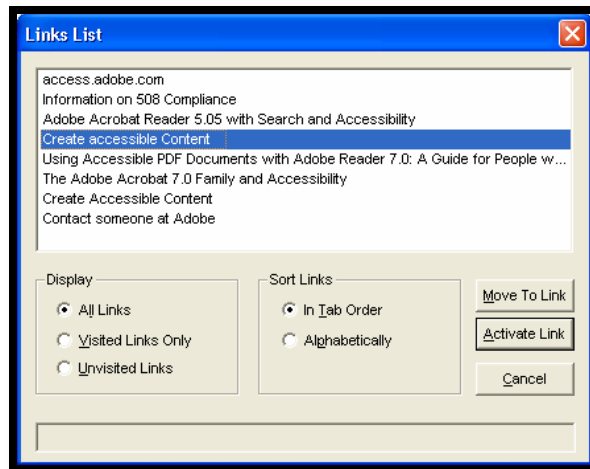 Links List
access.adobe.com
Information on 508 Compliance
Adobe Acrobat Reader 5.05 with Search and Accessibility
Create accessible Content
Using Accessible PDF Documents with Adobe Reader 7.0: A Guide for People w...
The Adobe Acrobat 7.0 Family and Accessibility
Create Accessible Content
Contact someone at Adobe
Display
All Links
Visited Links Only
Unvisited Links
Sort Links
In Tab Order
Alphabetically
Move To Link
Activate Link
Cancel